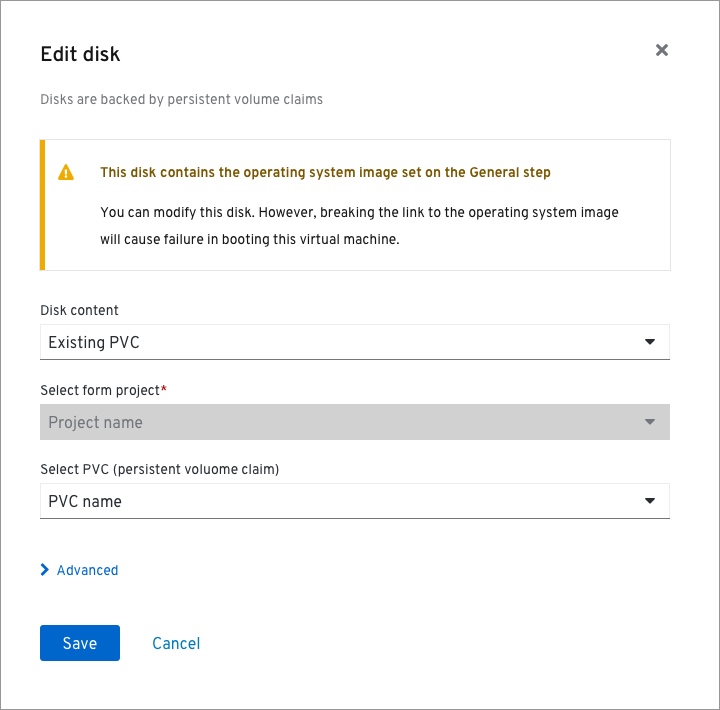 Edit disk
Disks are backed by persistent volume claims
This disk contains the operating system image set on the General step
You can modify this disk. However, breaking the link to the operating system image
will cause failure in booting this virtual machine.
Disk content
Existing PVC
Select form project*
Project name
Select PVC (persistent voluome claim)
PVC name
Advanced
Save
Cancel